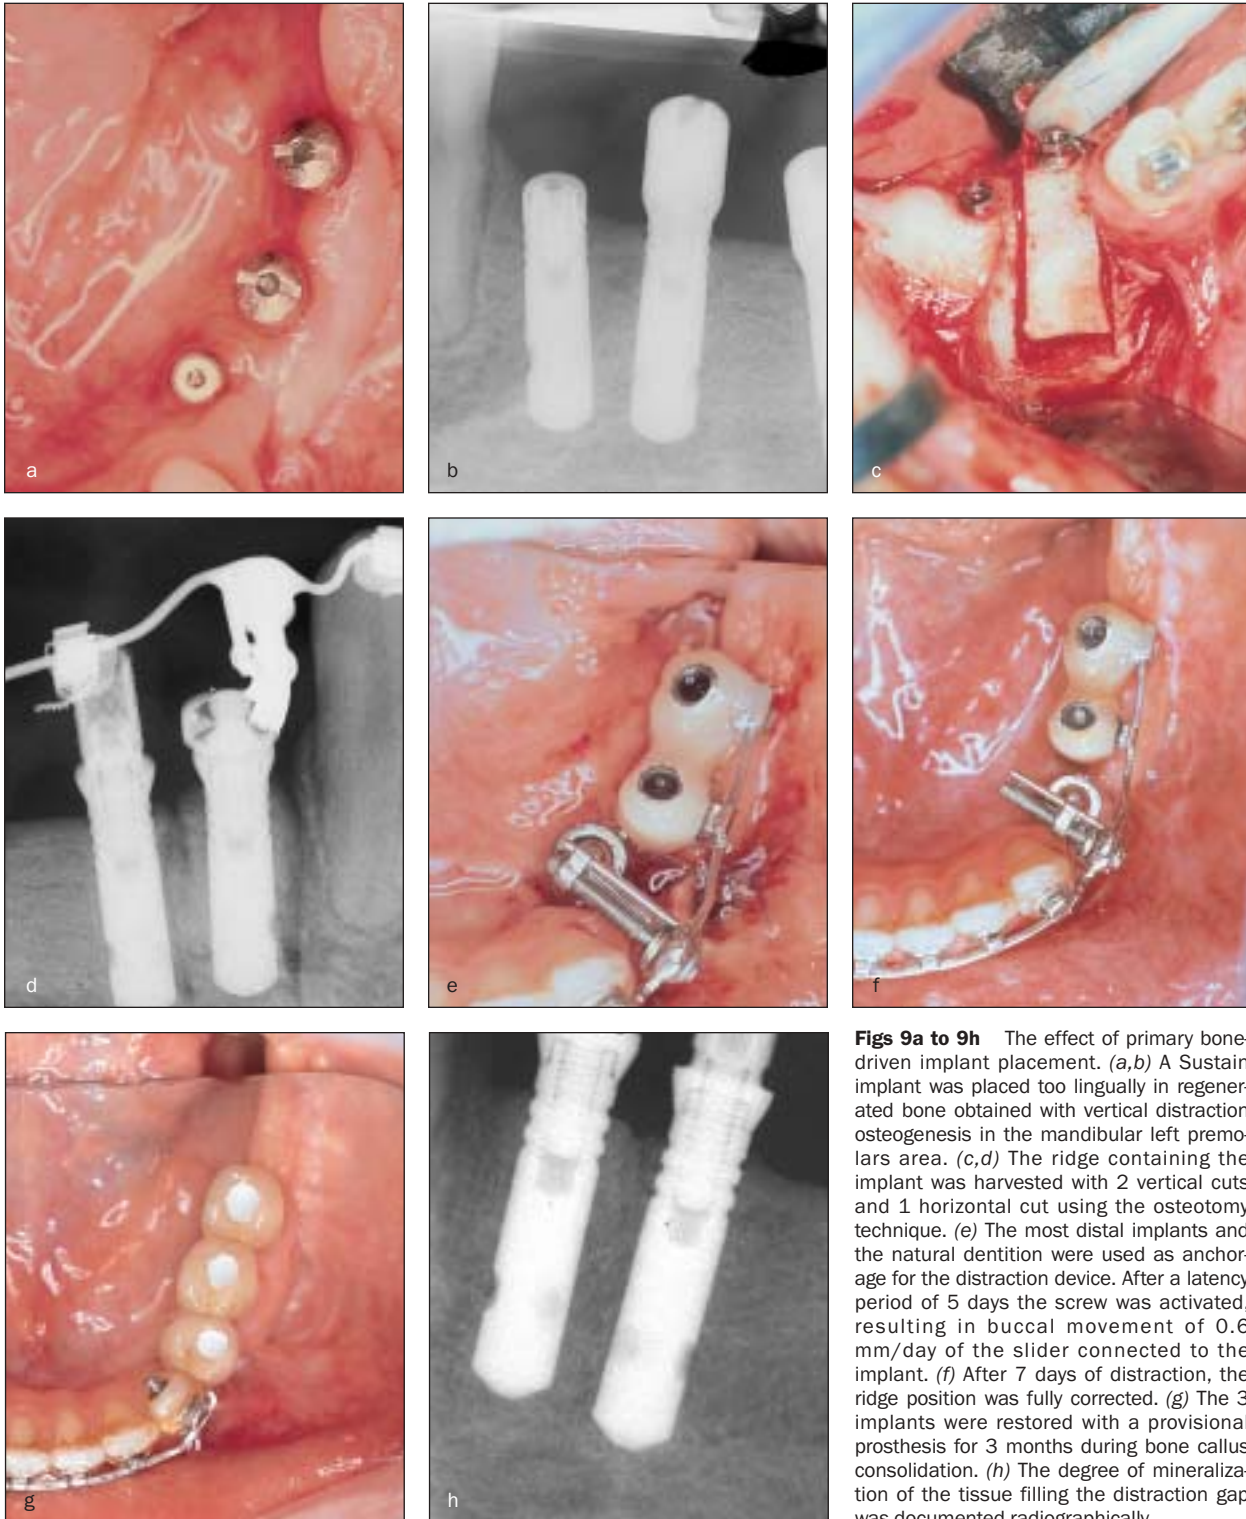 a
b
c
d
e
f
g
h
Figs 9a to 9h The effect of primary bone-
driven implant placement. (a,b) A Sustain
implant was placed too lingually in regener-
ated bone obtained with vertical distraction
osteogenesis in the mandibular left premo-
lars area. (c,d) The ridge containing the
implant was harvested with 2 vertical cuts
and 1 horizontal cut using the osteotomy
technique. (e) The most distal implants and
the natural dentition were used as anchor-
age for the distraction device. After a latency
period of 5 days the screw was activated,
resulting in buccal movement of 0.6
mm/day of the slider connected to the
implant. (f) After 7 days of distraction, the
ridge position was fully corrected. (g) The 3
implants were restored with a provisional
prosthesis for 3 months during bone callus
consolidation. (h) The degree of mineraliza-
tion of the tissue filling the distraction gap
was documented radiographically.